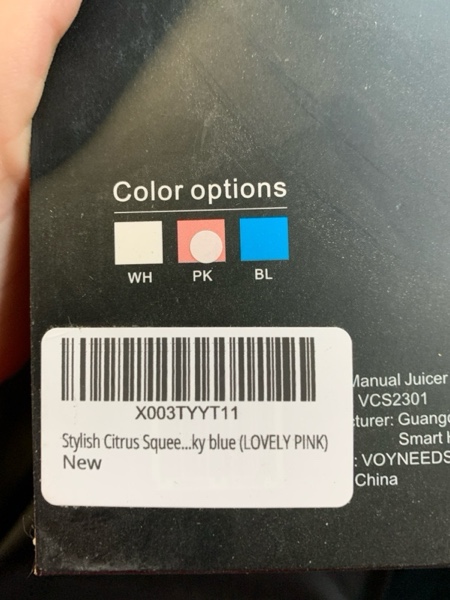 Color options
WH PK BL
Manual Juicer
VCS2301
cturer: Guang
Smart
: VOYNEEDS
China
X003TYYT11
Stylish Citrus Squee...ky blue (LOVELY PINK)
New